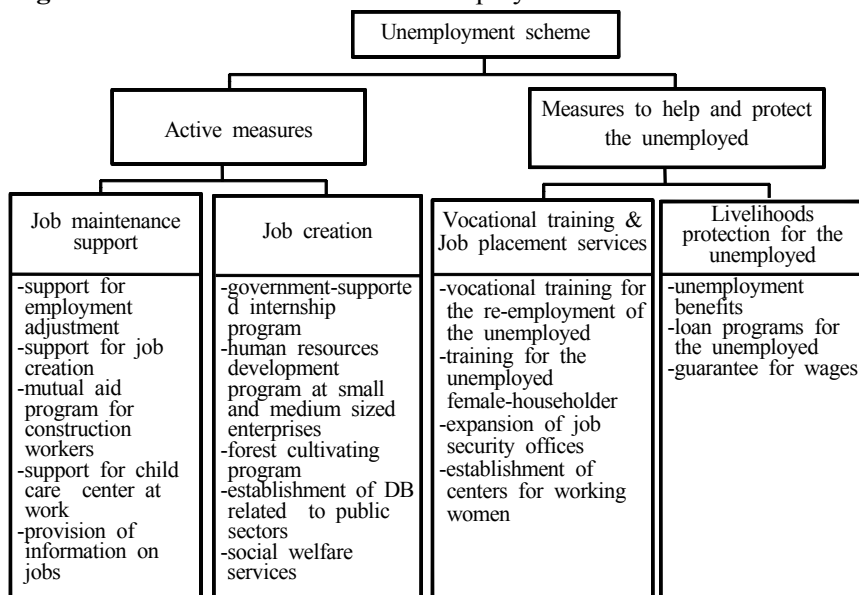 Unemployment scheme
Active measures
Measures to help and protect
the unemployed
Job maintenance
support
-support for
employment
adjustment
-support for job
creation
-mutual aid
program for
construction
workers
-support for child
care center at
work
-provision of
information on
jobs
Job creation
-government-supporte
d internship
program
-human resources
development
program at small
and medium sized
enterprises
-forest cultivating
program
-establishment of DB
related to public
sectors
-social welfare
services
Vocational training &
Job placement services
-vocational training for
the re-employment of
the unemployed
-training for the
unemployed
female-householder
-expansion of job
security offices
-establishment of
centers for working
women
Livelihoods
protection for the
unemployed
-unemployment
benefits
-loan programs for
the unemployed
-guarantee for wages